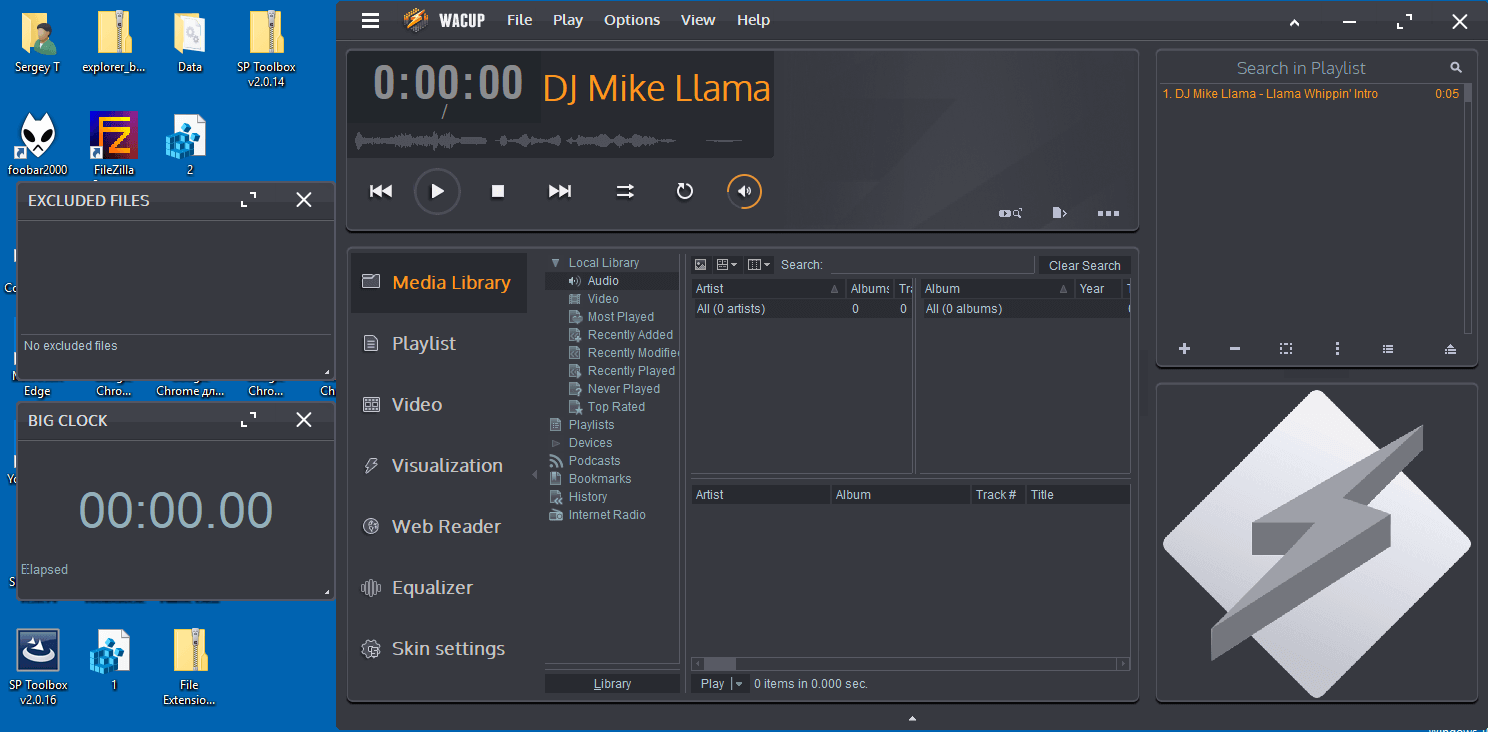 Sergey T
explorer_b...
Data
SP Toolbox
v2.0.14
foobar2000
FileZilla
2
EXCLUDED FILES
No excluded files
Edge
Chro...
Chrome дл...
Chro...
Ch
BIG CLOCK
00:00.00
Elapsed
SP Toolbox
v2.0.16
1
File
Extensio...
WACUP File Play Options View Help
0:00:00
/
DJ Mike Llama
Media Library
Playlist
Video
Visualization
Web Reader
Equalizer
Skin settings
Local Library
Audio
Video
Most Played
Recently Added
Recently Modifie
Recently Played
Never Played
Top Rated
Playlists
Devices
Podcasts
Bookmarks
History
Internet Radio
Library
Search: Clear Search
Artist Albums Tra Album Year
All (0 artists) 0 0 All (0 albums)
Artist Album Track # Title
Play 0 items in 0.000 sec.
Search in Playlist
1. DJ Mike Llama - Llama Whippin' Intro 0:05